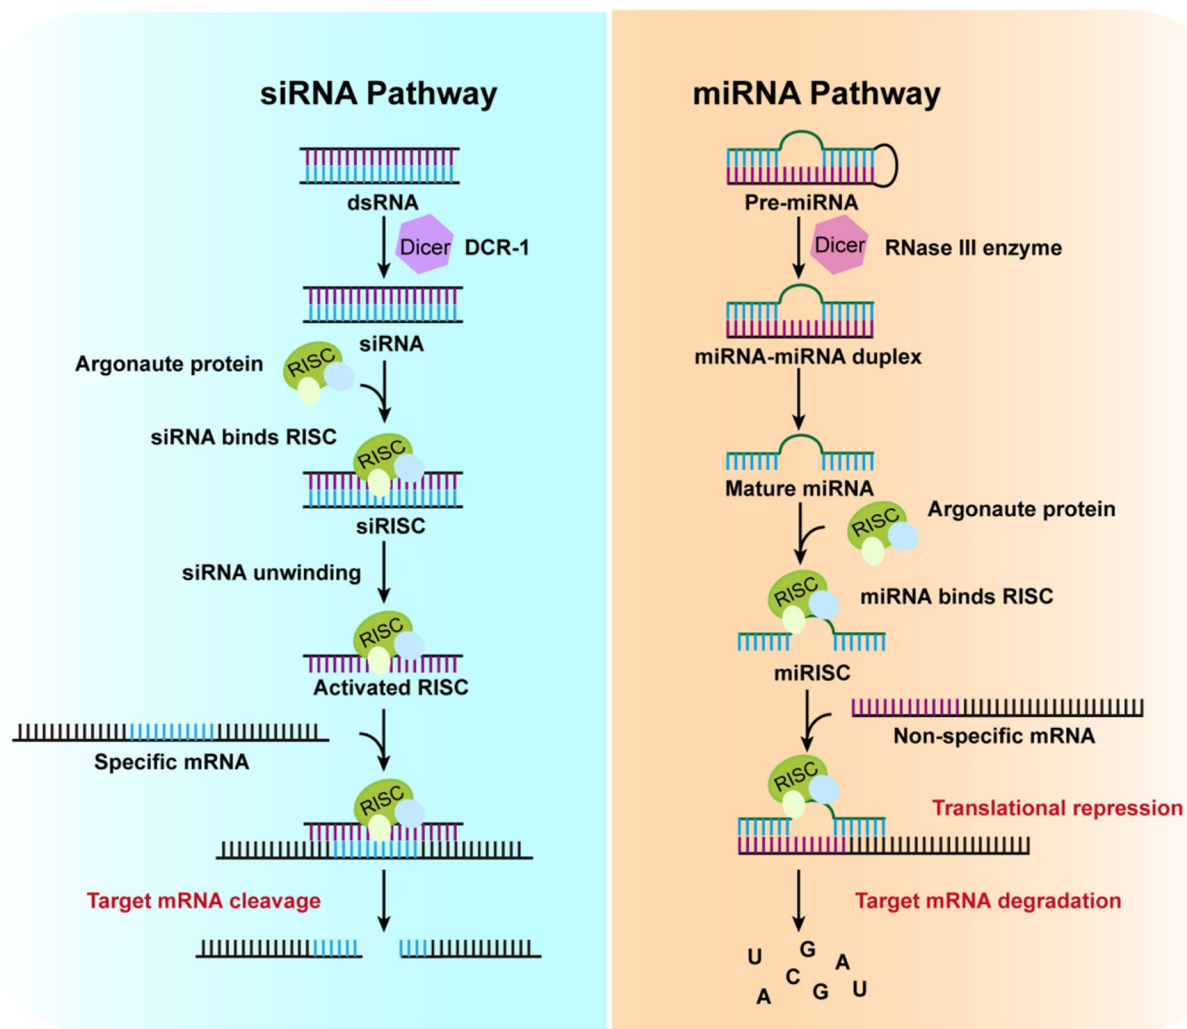 siRNA Pathway
dsRNA
Dicer
DCR-1
siRNA
Argonaute protein
RISC
siRNA binds RISC
RISC
siRISC
siRNA unwinding
RISC
Activated RISC
Specific mRNA
RISC
Target mRNA cleavage
miRNA Pathway
Pre-miRNA
Dicer
RNase III enzyme
miRNA-miRNA duplex
Mature miRNA
RISC
Argonaute protein
RISC
miRNA binds RISC
miRISC
Non-specific mRNA
RISC
Translational repression
Target mRNA degradation
U
G
A
C
A
G
U